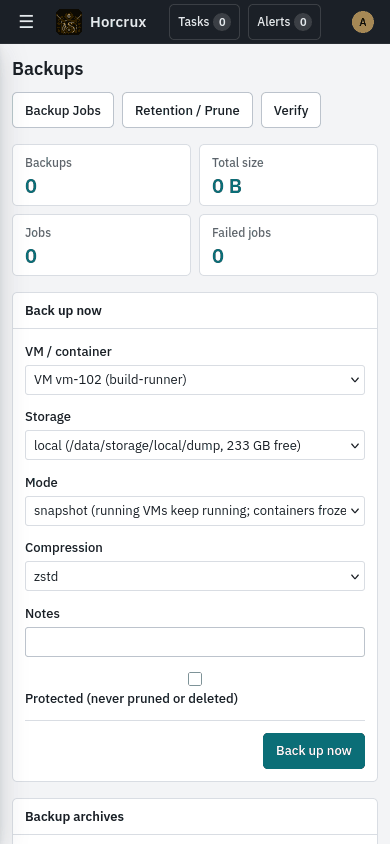 ☰ Horcrux Tasks 0 Alerts 0 A
Backups
Backup Jobs Retention / Prune Verify
Backups Total size
0 0 B
Jobs Failed jobs
0 0
Back up now
VM / container
VM vm-102 (build-runner)
Storage
local (/data/storage/local/dump, 233 GB free)
Mode
snapshot (running VMs keep running; containers froze
Compression
zstd
Notes
Protected (never pruned or deleted)
Back up now
Backup archives